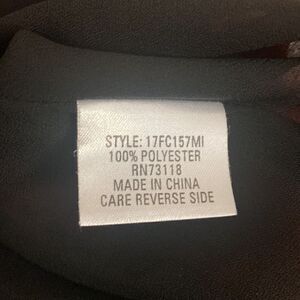 STYLE: 17FC157MI
100% POLYESTER
RN73118
MADE IN CHINA
CARE REVERSE SIDE